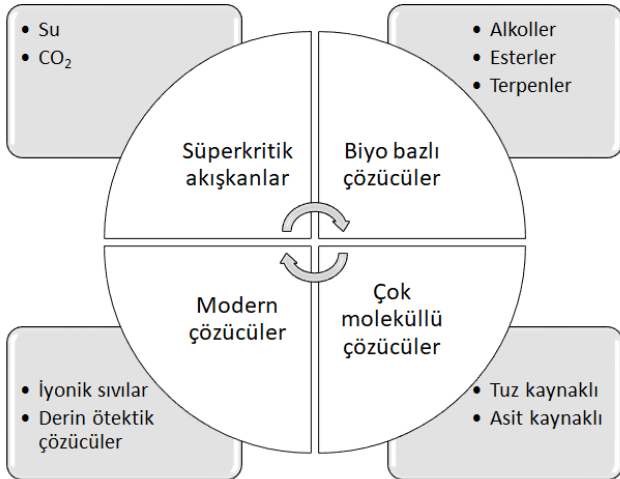 • Su
• CO₂
• Alkoller
• Esterler
• Terpenler
Süperkritik
akışkanlar
Biyo bazlı
çözücüler
Modern
çözücüler
Çok
moleküllü
çözücüler
• İyonik sıvılar
• Derin ötektik
çözücüler
• Tuz kaynaklı
• Asit kaynaklı